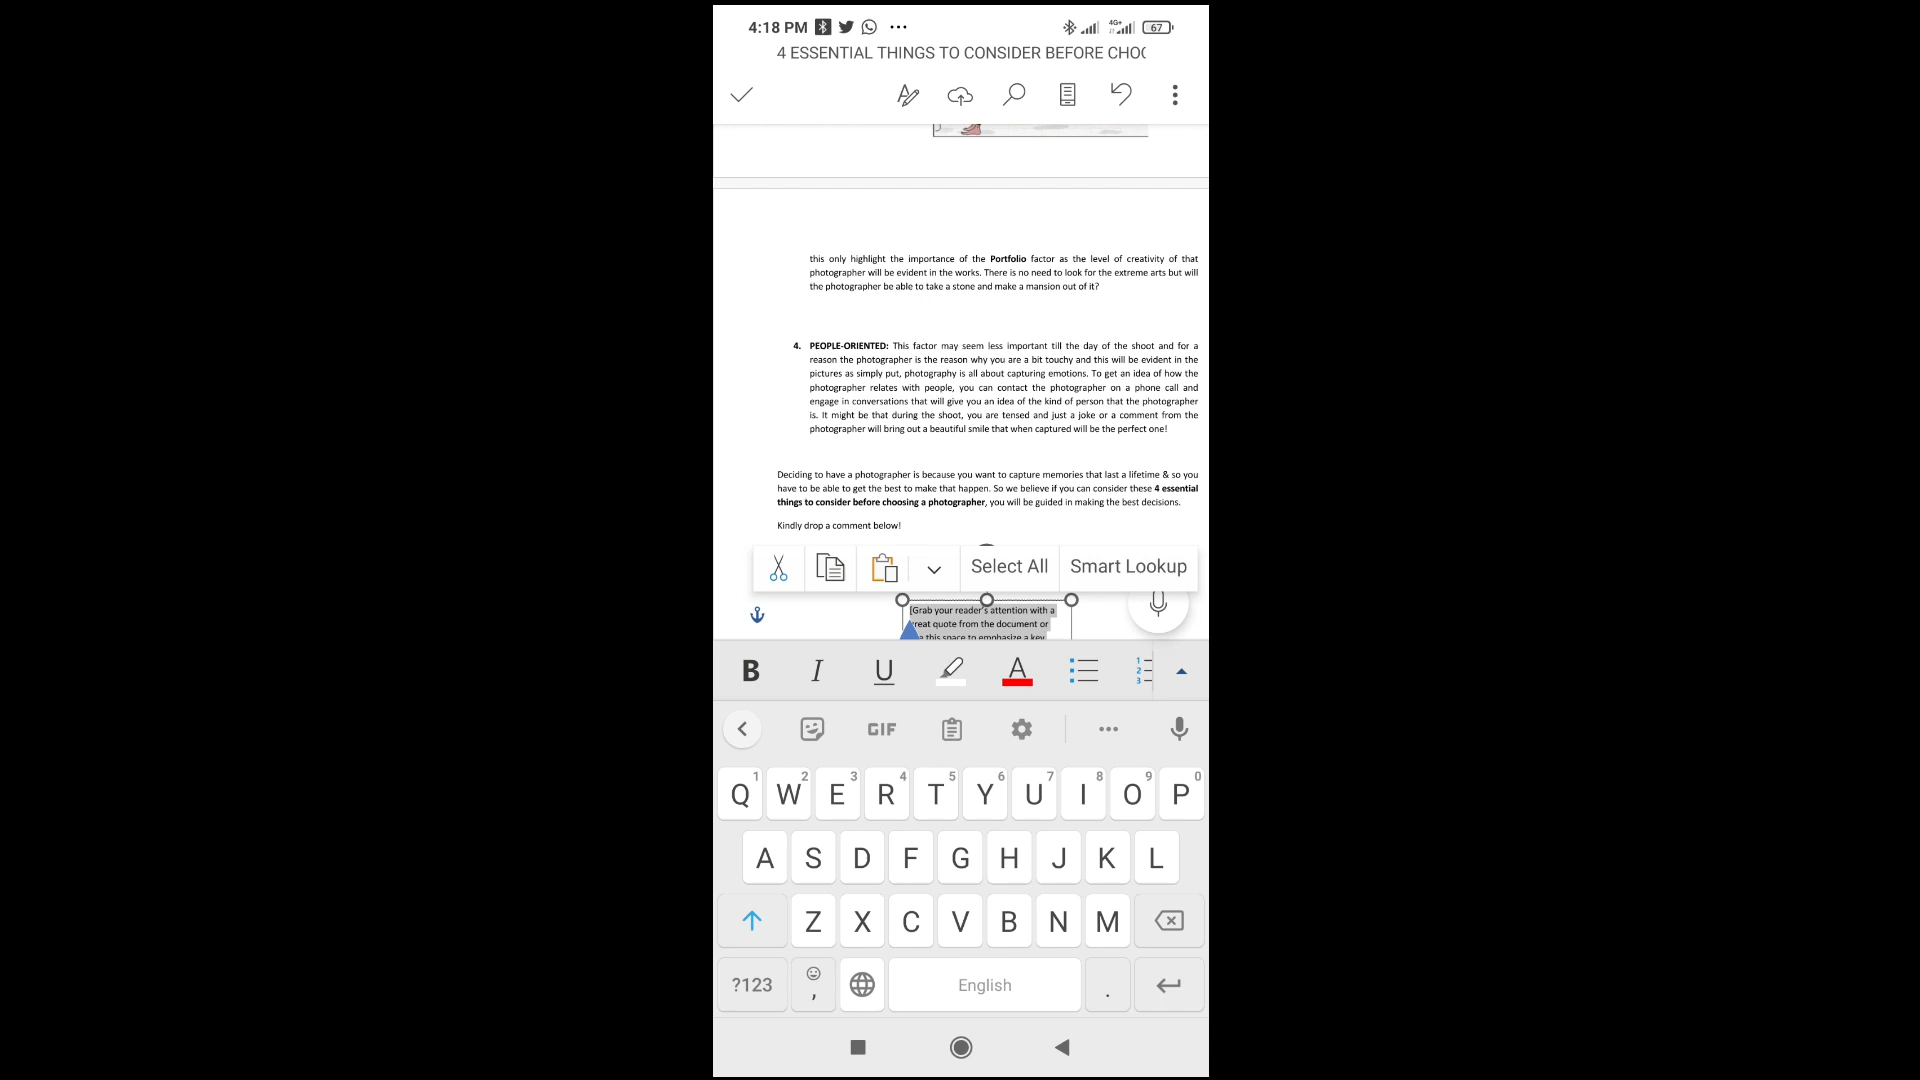 4:18 PM
4G+
67
4 ESSENTIAL THINGS TO CONSIDER BEFORE CHOO
this only highlight the importance of the Portfolio factor as the level of creativity of that
photographer will be evident in the works. There is no need to look for the extreme arts but will
the photographer be able to take a stone and make a mansion out of it?
4. PEOPLE-ORIENTED: This factor may seem less important till the day of the shoot and for a
reason the photographer is the reason why you are a bit touchy and this will be evident in the
pictures as simply put, photography is all about capturing emotions. To get an idea of how the
photographer relates with people, you can contact the photographer on a phone call and
engage in conversations that will give you an idea of the kind of person that the photographer
is. It might be that during the shoot, you are tensed and just a joke or a comment from the
photographer will bring out a beautiful smile that when captured will be the perfect one!
Deciding to have a photographer is because you want to capture memories that last a lifetime & so you
have to be able to get the best to make that happen. So we believe if you can consider these 4 essential
things to consider before choosing a photographer, you will be guided in making the best decisions.
Kindly drop a comment below!
Select All Smart Lookup
[Grab your reader's attention with a
great quote from the document or
this space to emphasize a key
B I U A 1 2 3
GIF
1 2 3 4 5 6 7 8 9 0
Q W E R T Y U I O P
A S D F G H J K L
Z X C V B N M
?123 , English .